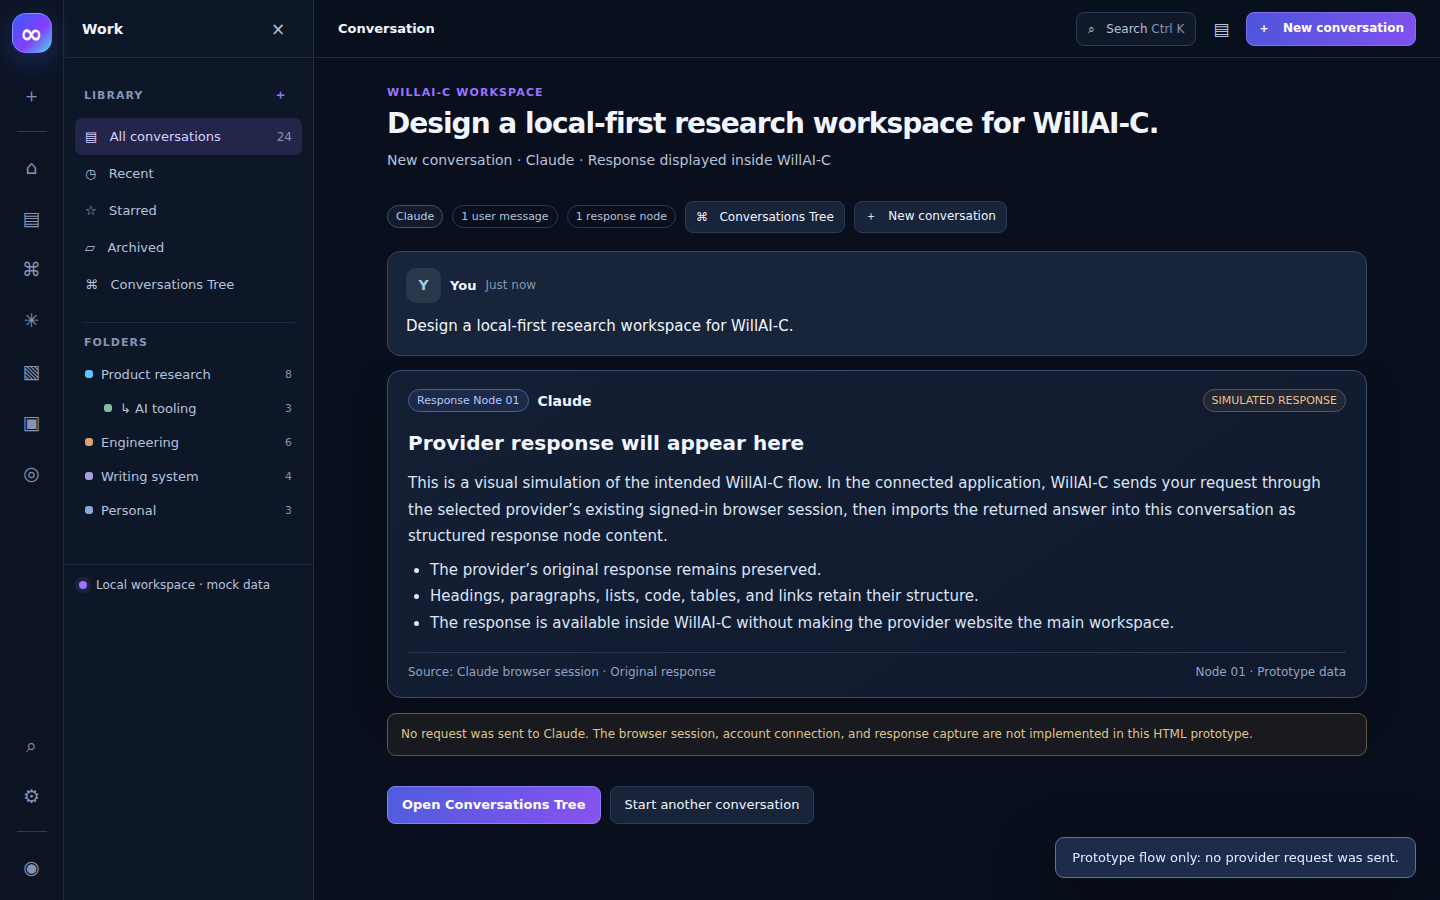 ∞
Work
×
Conversation
Search Ctrl K
+ New conversation
LIBRARY +
All conversations 24
Recent
Starred
Archived
⌘ Conversations Tree
FOLDERS
Product research 8
↳ AI tooling 3
Engineering 6
Writing system 4
Personal 3
Local workspace · mock data
WILLAI-C WORKSPACE
Design a local-first research workspace for WillAI-C.
New conversation · Claude · Response displayed inside WillAI-C
Claude
1 user message
1 response node
⌘ Conversations Tree
+ New conversation
Y
You Just now
Design a local-first research workspace for WillAI-C.
Response Node 01
Claude
SIMULATED RESPONSE
Provider response will appear here
This is a visual simulation of the intended WillAI-C flow. In the connected application, WillAI-C sends your request through
the selected provider’s existing signed-in browser session, then imports the returned answer into this conversation as
structured response node content.
• The provider’s original response remains preserved.
• Headings, paragraphs, lists, code, tables, and links retain their structure.
• The response is available inside WillAI-C without making the provider website the main workspace.
Source: Claude browser session · Original response
Node 01 · Prototype data
No request was sent to Claude. The browser session, account connection, and response capture are not implemented in this HTML prototype.
Open Conversations Tree
Start another conversation
Prototype flow only: no provider request was sent.